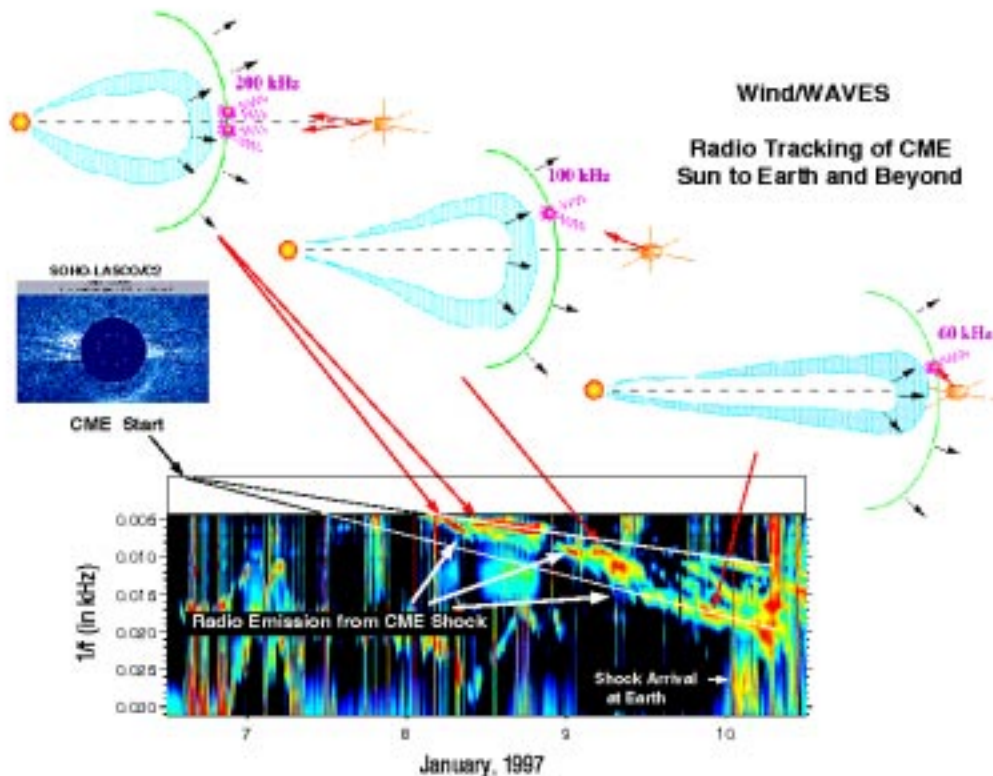 200 kHz
Wind/WAVES
Radio Tracking of CME
Sun to Earth and Beyond
100 kHz
SOHO-LASCO/C2
60 kHz
CME Start
0.005
0.010
0.015
0.020
0.025
0.030
1/f (in kHz)
Radio Emission from CME Shock
Shock Arrival
at Earth
7
8
9
10
January, 1997